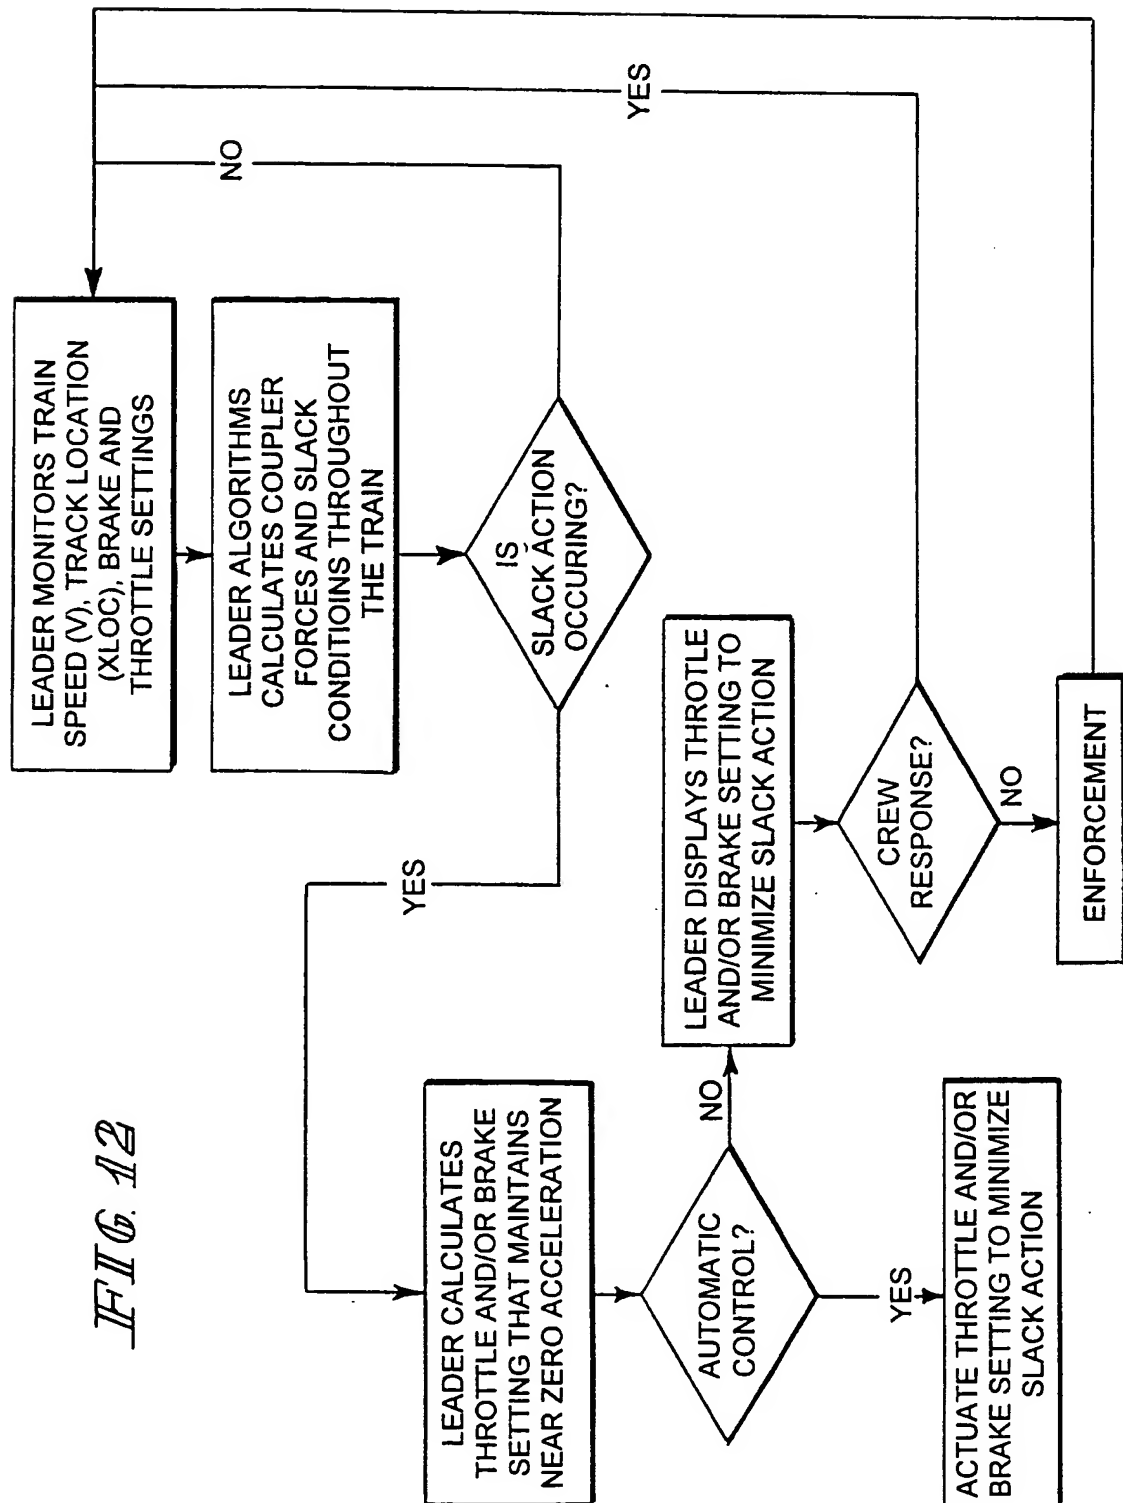 FIG. 12
LEADER MONITORS TRAIN
SPEED (V), TRACK LOCATION
(XLOC), BRAKE AND
THROTTLE SETTINGS
LEADER ALGORITHMS
CALCULATES COUPLER
FORCES AND SLACK
CONDITIOINS THROUGHOUT
THE TRAIN
IS
SLACK ACTION
OCCURING?
NO
YES
LEADER CALCULATES
THROTTLE AND/OR BRAKE
SETTING THAT MAINTAINS
NEAR ZERO ACCELERATION
AUTOMATIC
CONTROL?
NO
YES
ACTUATE THROTTLE AND/OR
BRAKE SETTING TO MINIMIZE
SLACK ACTION
LEADER DISPLAYS THROTLE
AND/OR BRAKE SETTING TO
MINIMIZE SLACK ACTION
CREW
RESPONSE?
YES
NO
ENFORCEMENT